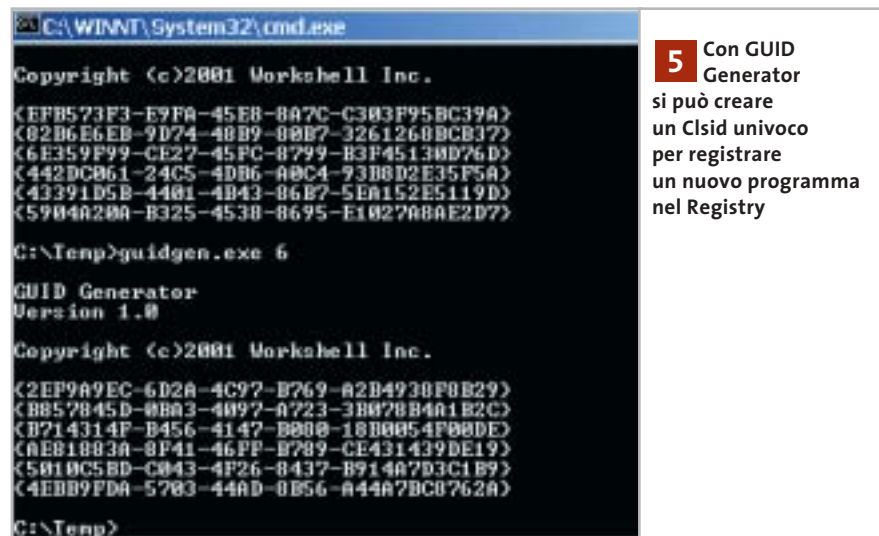 C:\WINNT\System32\cmd.exe
Copyright (c)2001 Workshell Inc.
{EFB573F3-E9FA-45E8-8A7C-C303F95BC39A}
{82B6E6EB-9D74-48B9-80B7-3261268BCB37}
{6E359F99-CE27-45FC-8799-B3F45130D76D}
{442DC061-24C5-4DB6-A0C4-93B8D2E35F5A}
{43391D5B-4401-4B43-86B7-5EA152E5119D}
{5904A20A-B325-4538-8695-E1027A8AE2D7}
C:\Temp>guidgen.exe 6
GUID Generator
Version 1.0
Copyright (c)2001 Workshell Inc.
{2EF9A9EC-6D2A-4C97-B769-A2B4938F8B29}
{B857845D-0BA3-4097-A723-3B078B4A1B2C}
{B714314F-B456-4147-B080-18B0054F00DE}
{AE81883A-8F41-46FF-B789-CE431439DE19}
{5010C5BD-C043-4F26-8437-B914A7D3C1B9}
{4EBB9FDA-5703-44AD-8B56-A44A7BC8762A}
C:\Temp>
5 Con GUID
Generator
si può creare
un Clsid univoco
per registrare
un nuovo programma
nel Registry